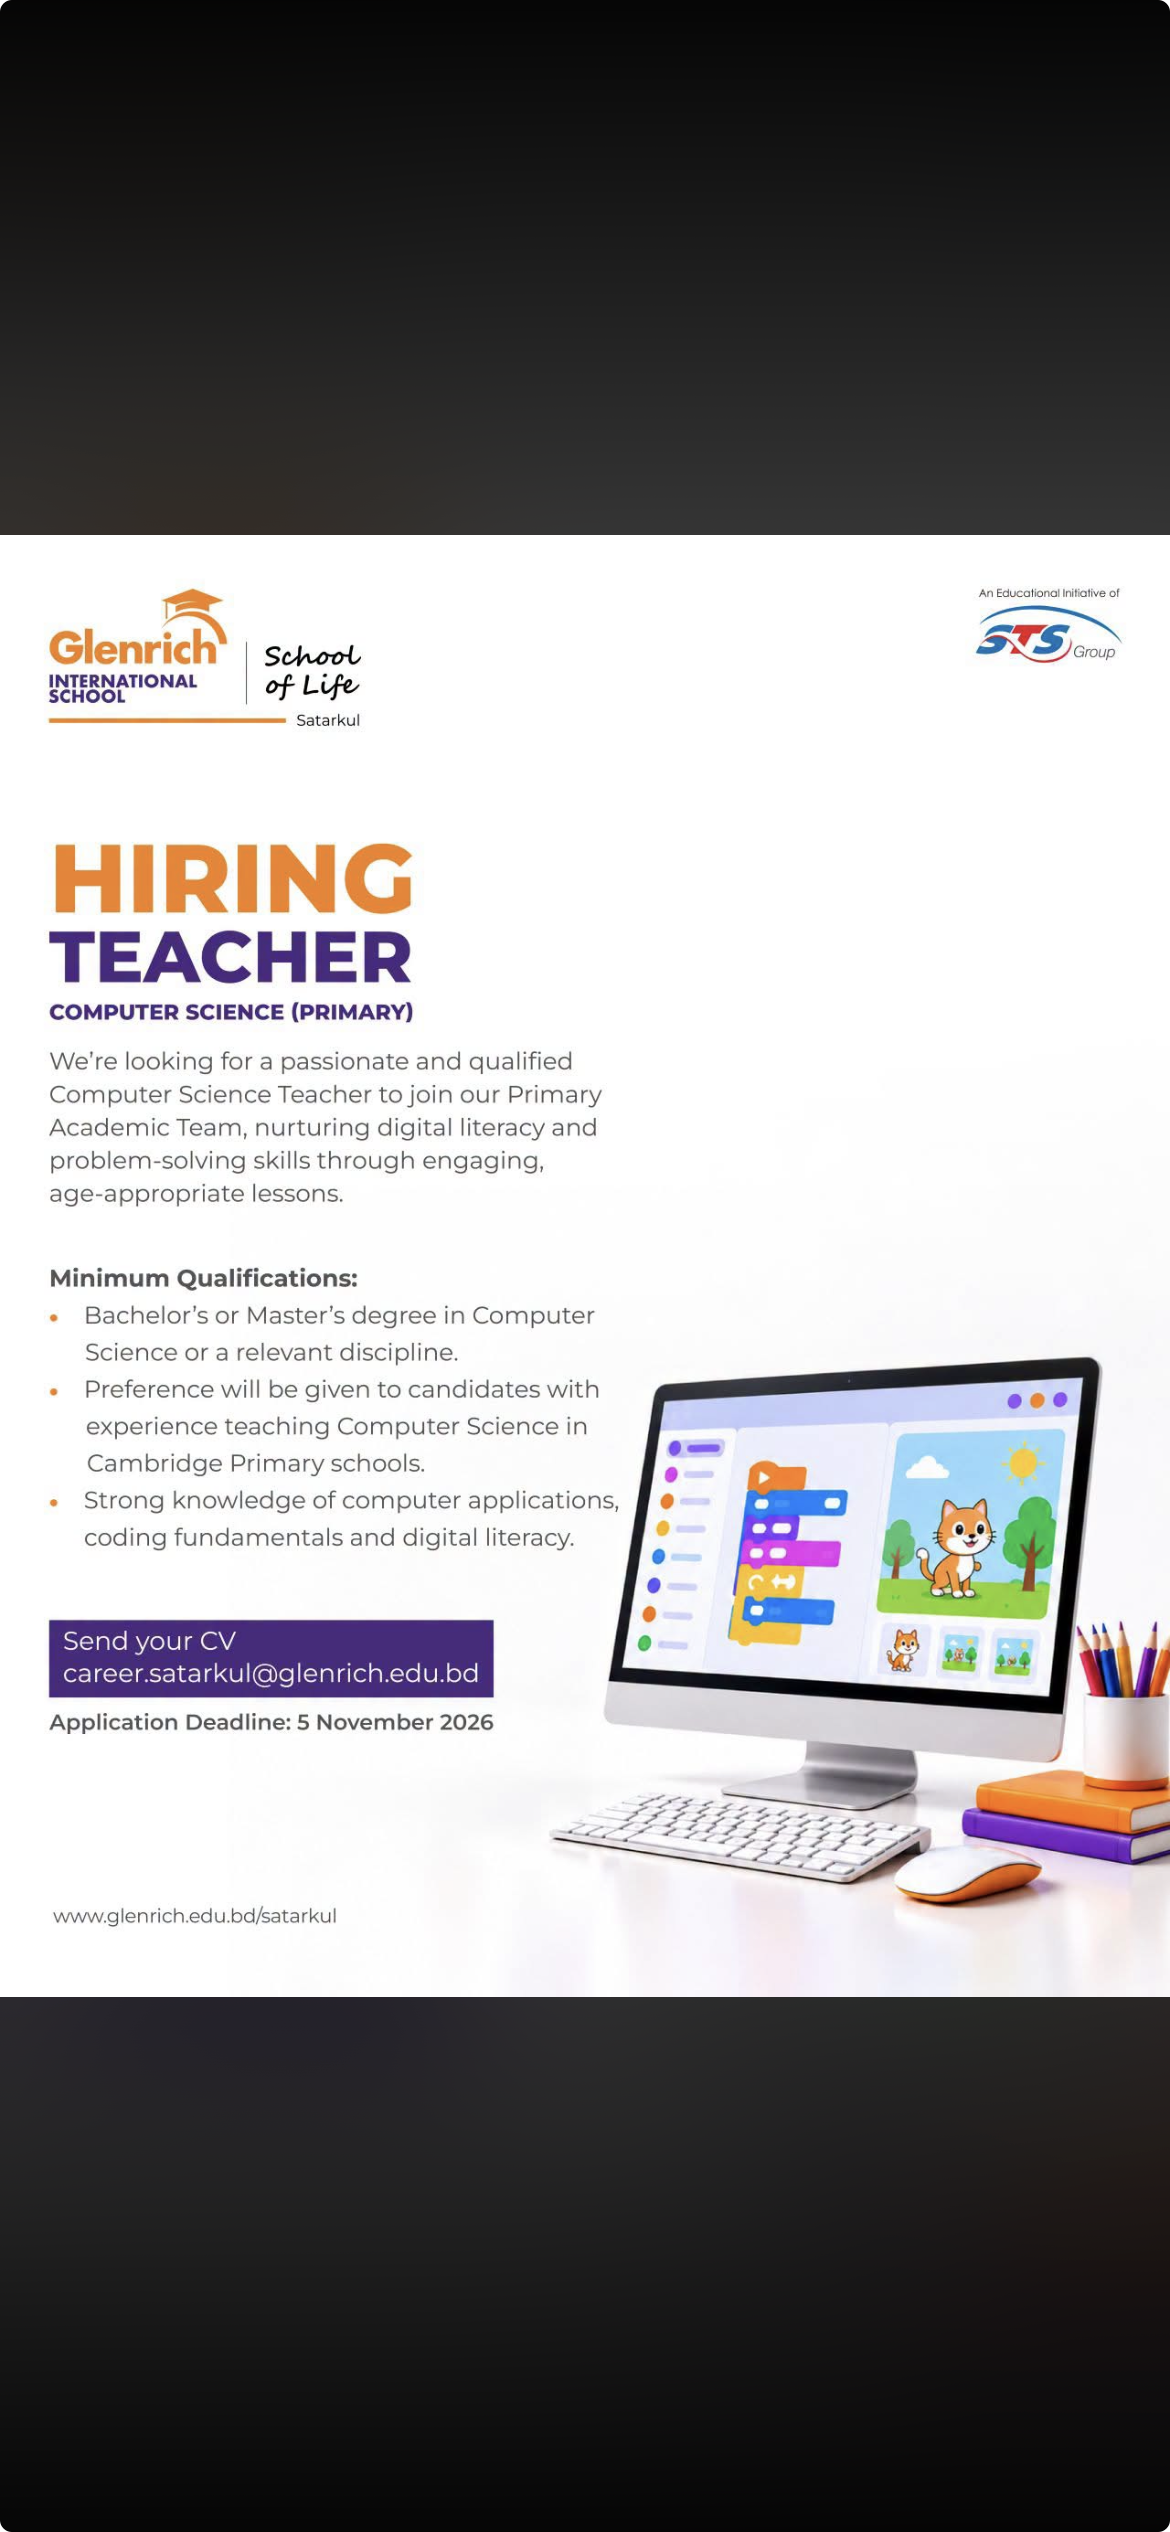 Glenrich
INTERNATIONAL
SCHOOL
School
of Life
Satarkul
An Educational Initiative of
STS
Group
HIRING
TEACHER
COMPUTER SCIENCE (PRIMARY)
We’re looking for a passionate and qualified
Computer Science Teacher to join our Primary
Academic Team, nurturing digital literacy and
problem-solving skills through engaging,
age-appropriate lessons.
Minimum Qualifications:
• Bachelor’s or Master’s degree in Computer
Science or a relevant discipline.
• Preference will be given to candidates with
experience teaching Computer Science in
Cambridge Primary schools.
• Strong knowledge of computer applications,
coding fundamentals and digital literacy.
Send your CV
career.satarkul@glenrich.edu.bd
Application Deadline: 5 November 2026
www.glenrich.edu.bd/satarkul